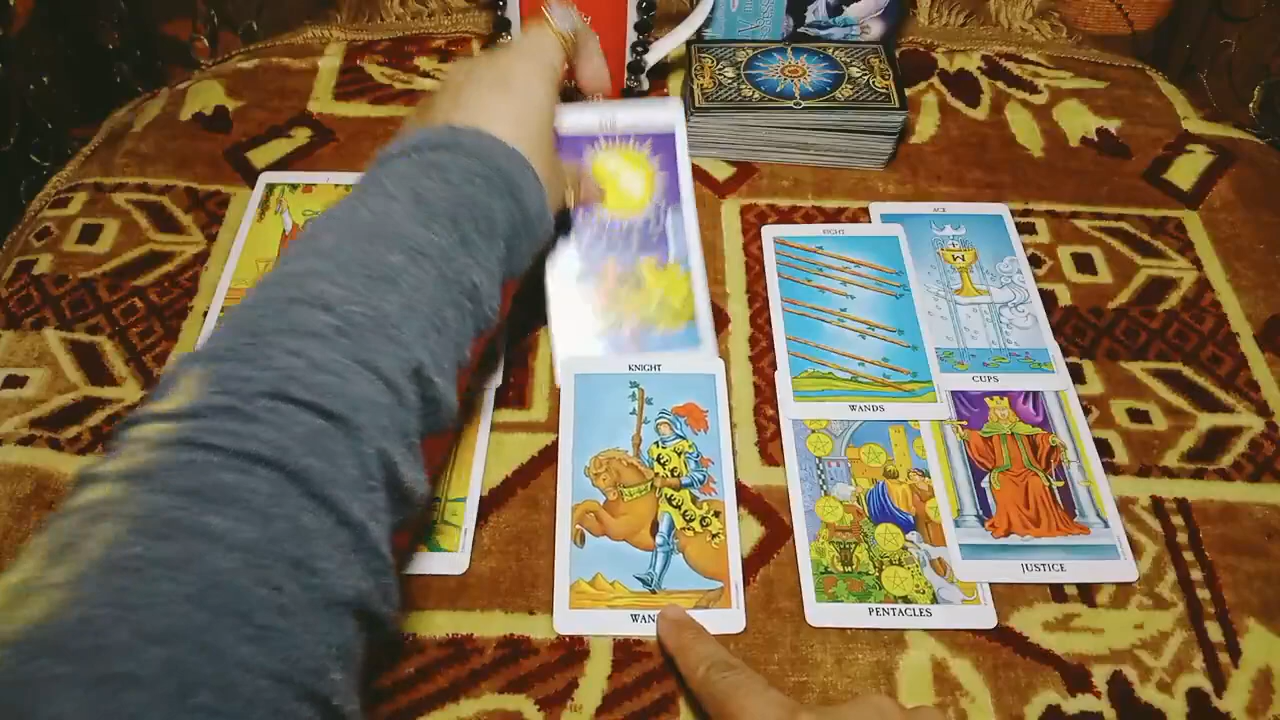 ACE
EIGHT
KNIGHT
CUPS
WANDS
JUSTICE
PENTACLES
WAN